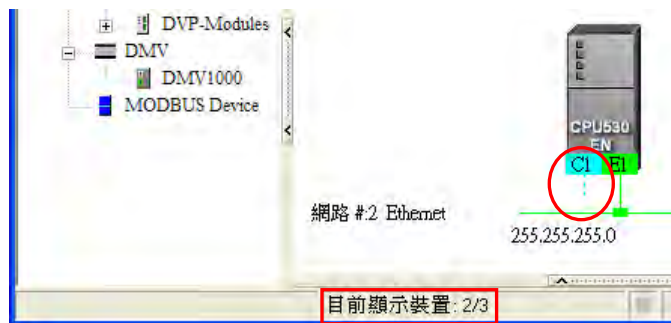 DVP-Modules
DMV
DMV1000
MODBUS Device
CPU530
EN
C1 E1
網路 #:2 Ethernet
255.255.255.0
目前顯示裝置: 2/3